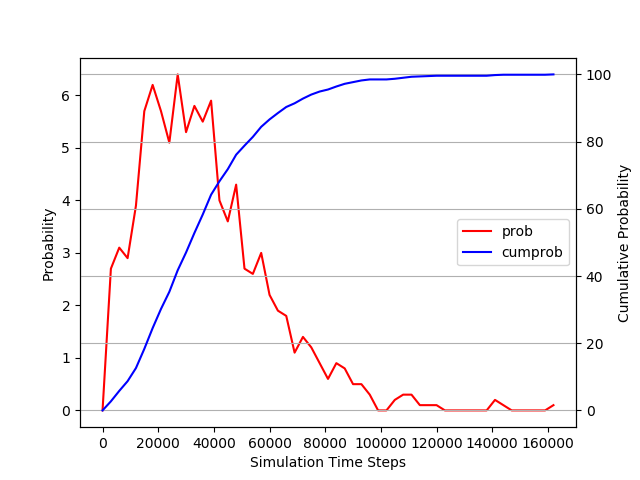 6
5
4
3
2
1
0
Probability
100
80
60
40
20
0
Cumulative Probability
prob
cumprob
0 20000 40000 60000 80000 100000 120000 140000 160000
Simulation Time Steps